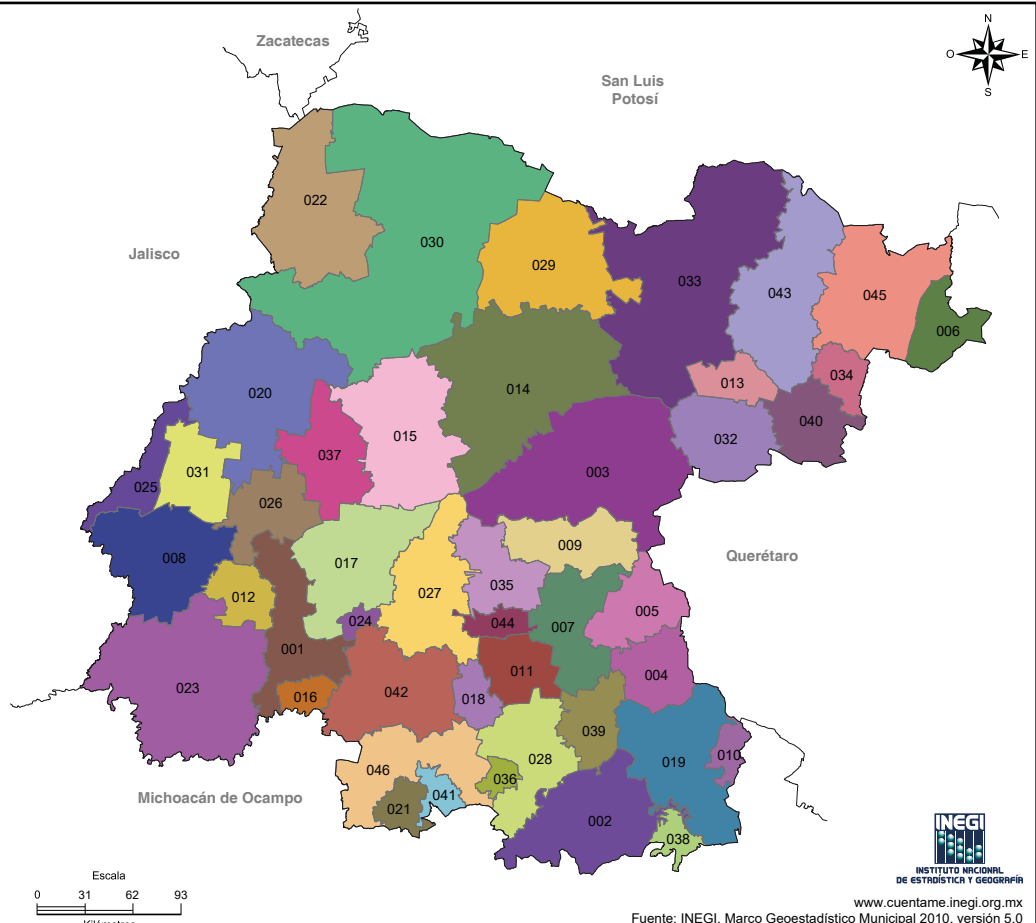 Zacatecas
N
O
E
S
San Luis
Potosí
022
Jalisco
030
029
033
043
045
006
020
014
013
034
015
040
037
032
031
003
025
026
008
017
009
027
035
012
005
024
044
007
001
011
004
023
016
042
018
039
028
010
046
019
036
041
021
002
038
Querétaro
Michoacán de Ocampo
Escala
0 31 62 93
INEGI
INSTITUTO NACIONAL
DE ESTADÍSTICA Y GEOGRAFÍA
www.cuentame.inegi.org.mx
Fuente: INEGI. Marco Geoestadístico Municipal 2010, versión 5.0